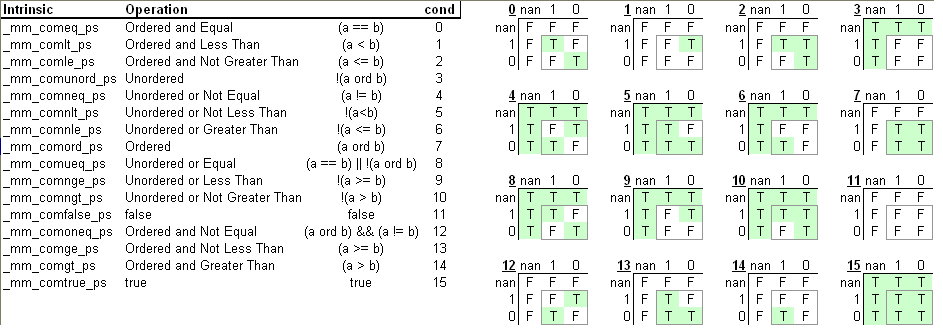 Intrinsic Operation cond
_mm_comeq_ps Ordered and Equal (a == b) 0
_mm_comlt_ps Ordered and Less Than (a < b) 1
_mm_comle_ps Ordered and Not Greater Than (a <= b) 2
_mm_comunord_ps Unordered !(a ord b) 3
_mm_comneq_ps Unordered or Not Equal (a != b) 4
_mm_comnlt_ps Unordered or Not Less Than !(a<b) 5
_mm_comnle_ps Unordered or Greater Than !(a <= b) 6
_mm_comord_ps Ordered (a ord b) 7
_mm_comueq_ps Unordered or Equal (a == b) || !(a ord b) 8
_mm_comnge_ps Unordered or Less Than !(a >= b) 9
_mm_comngt_ps Unordered or Not Greater Than !(a > b) 10
_mm_comfalse_ps false false 11
_mm_comoneq_ps Ordered and Not Equal (a ord b) && (a != b) 12
_mm_comge_ps Ordered and Not Less Than (a >= b) 13
_mm_comgt_ps Ordered and Greater Than (a > b) 14
_mm_comtrue_ps true true 15
0 nan 1 0 1 nan 1 0 2 nan 1 0 3 nan 1 0
nan F F F nan F F F nan F F F nan T T T
1 F T F 1 F F T 1 F T T 1 T F F
0 F F T 0 F F F 0 F F T 0 T F F
4 nan 1 0 5 nan 1 0 6 nan 1 0 7 nan 1 0
nan T T T nan T T T nan T T T nan F F F
1 T F T 1 T T F 1 T F F 1 F T T
0 T T F 0 T T T 0 T T F 0 F T T
8 nan 1 0 9 nan 1 0 10 nan 1 0 11 nan 1 0
nan T T T nan T T T nan T T T nan F F F
1 T T F 1 T F T 1 T T T 1 F F F
0 T F T 0 T F F 0 T F T 0 F F F
12 nan 1 0 13 nan 1 0 14 nan 1 0 15 nan 1 0
nan F F F nan F F F nan F F F nan T T T
1 F F T 1 F T F 1 F F F 1 T T T
0 F T F 0 F T T 0 F T F 0 T T T